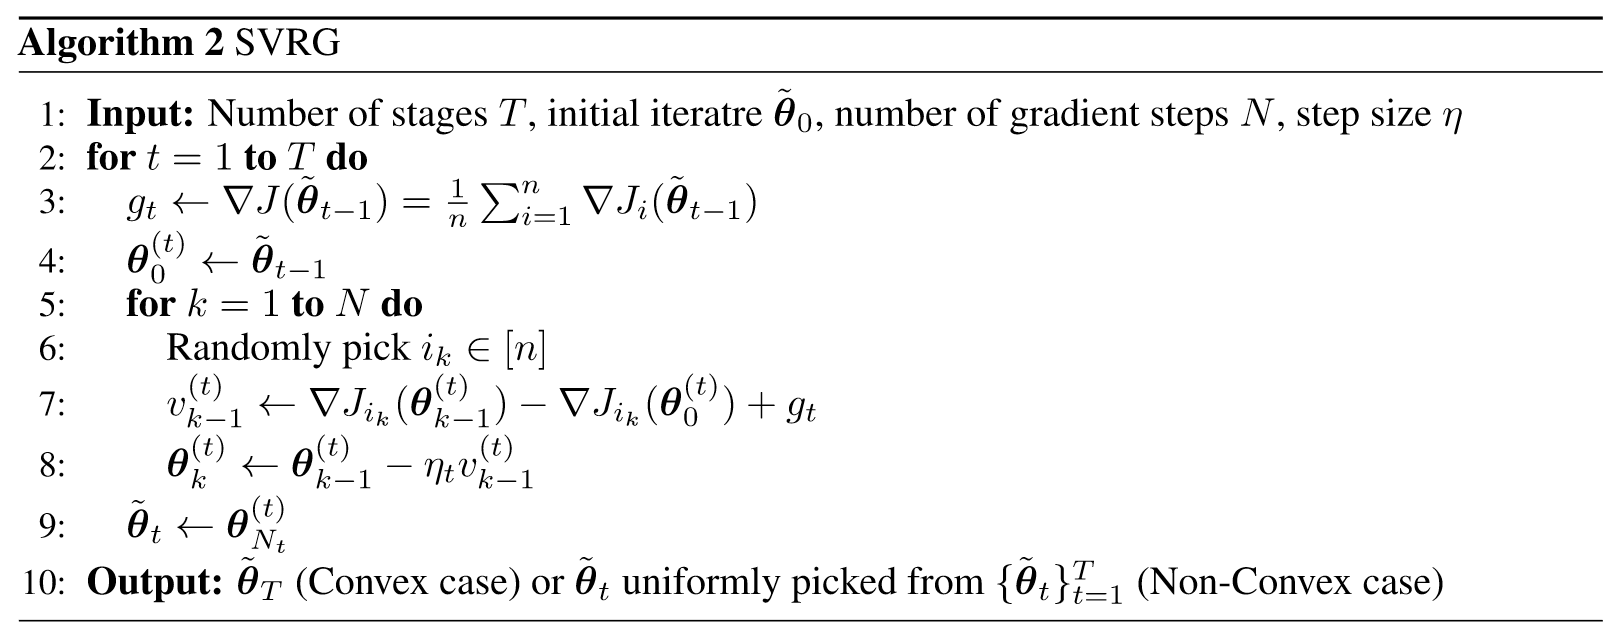 Algorithm 2 SVRG
1: Input: Number of stages $T$, initial iteratre $\tilde{\boldsymbol{\theta}}_0$, number of gradient steps $N$, step size $\eta$
2: for $t = 1$ to $T$ do
3: $g_t \leftarrow \nabla J(\tilde{\boldsymbol{\theta}}_{t-1}) = \frac{1}{n} \sum_{i=1}^{n} \nabla J_i(\tilde{\boldsymbol{\theta}}_{t-1})$
4: $\boldsymbol{\theta}_0^{(t)} \leftarrow \tilde{\boldsymbol{\theta}}_{t-1}$
5: for $k = 1$ to $N$ do
6: Randomly pick $i_k \in [n]$
7: $v_{k-1}^{(t)} \leftarrow \nabla J_{i_k}(\boldsymbol{\theta}_{k-1}^{(t)}) - \nabla J_{i_k}(\boldsymbol{\theta}_0^{(t)}) + g_t$
8: $\boldsymbol{\theta}_k^{(t)} \leftarrow \boldsymbol{\theta}_{k-1}^{(t)} - \eta_t v_{k-1}^{(t)}$
9: $\tilde{\boldsymbol{\theta}}_t \leftarrow \boldsymbol{\theta}_{N_t}^{(t)}$
10: Output: $\tilde{\boldsymbol{\theta}}_T$ (Convex case) or $\tilde{\boldsymbol{\theta}}_t$ uniformly picked from $\{\tilde{\boldsymbol{\theta}}_t\}_{t=1}^{T}$ (Non-Convex case)